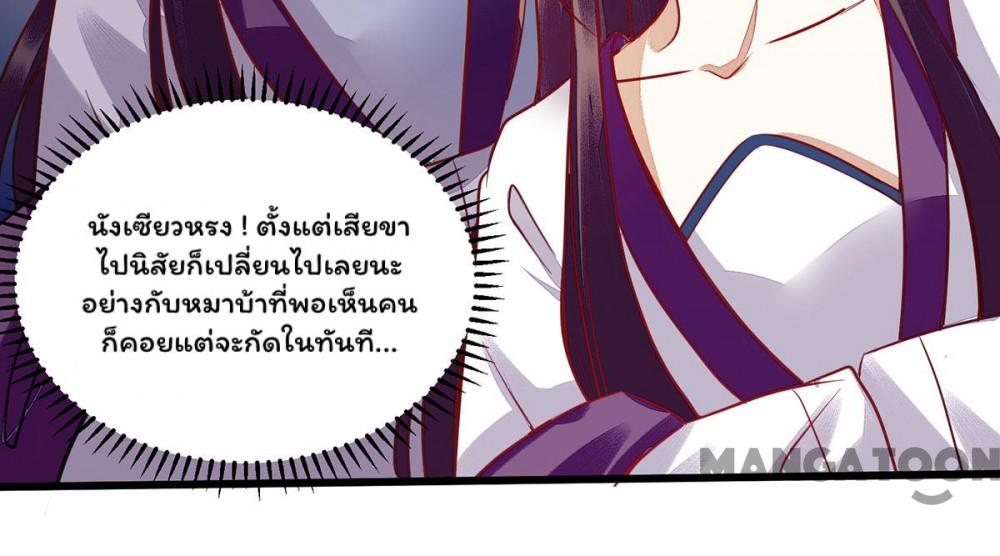 นังเซียวหรง ! ตั้งแต่เสียขา
ไปนิสัยก็เปลี่ยนไปเลยนะ
อย่างกับหมาบ้าที่พอเห็นคน
ก็คอยแต่จะกัดในทันที...
MANGATOON